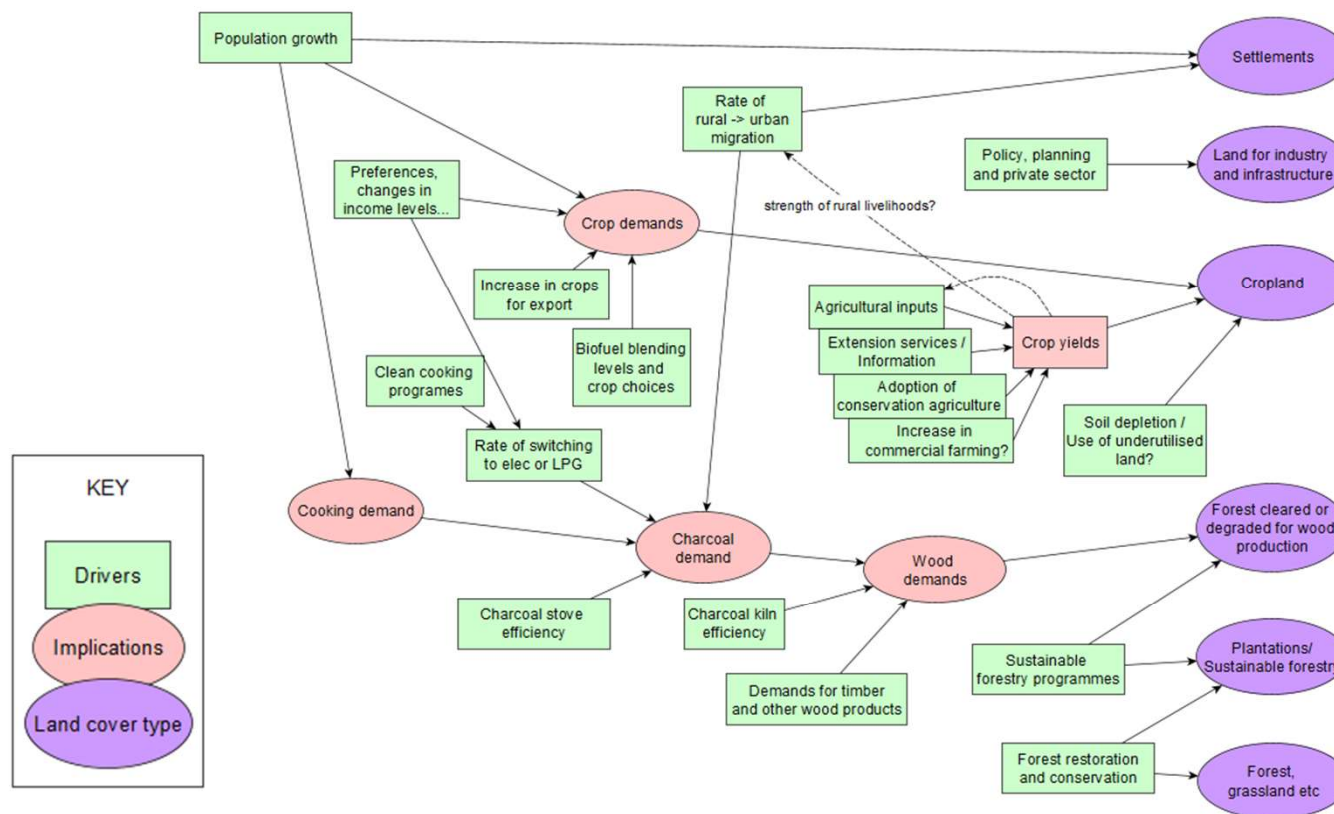 Population growth
Settlements
Rate of
rural -> urban
migration
Policy, planning
and private sector
Land for industry
and infrastructure
Preferences,
changes in
income levels...
strength of rural livelihoods?
Crop demands
Increase in crops
for export
Cropland
Agricultural inputs
Extension services /
Information
Crop yields
Adoption of
conservation agriculture
Increase in
commercial farming?
Biofuel blending
levels and
crop choices
Clean cooking
programes
Soil depletion /
Use of underutilised
land?
Rate of switching
to elec or LPG
KEY
Drivers
Implications
Land cover type
Cooking demand
Charcoal
demand
Wood
demands
Forest cleared or
degraded for wood
production
Charcoal stove
efficiency
Charcoal kiln
efficiency
Sustainable
forestry programmes
Plantations/
Sustainable forestry
Demands for timber
and other wood products
Forest restoration
and conservation
Forest,
grassland etc